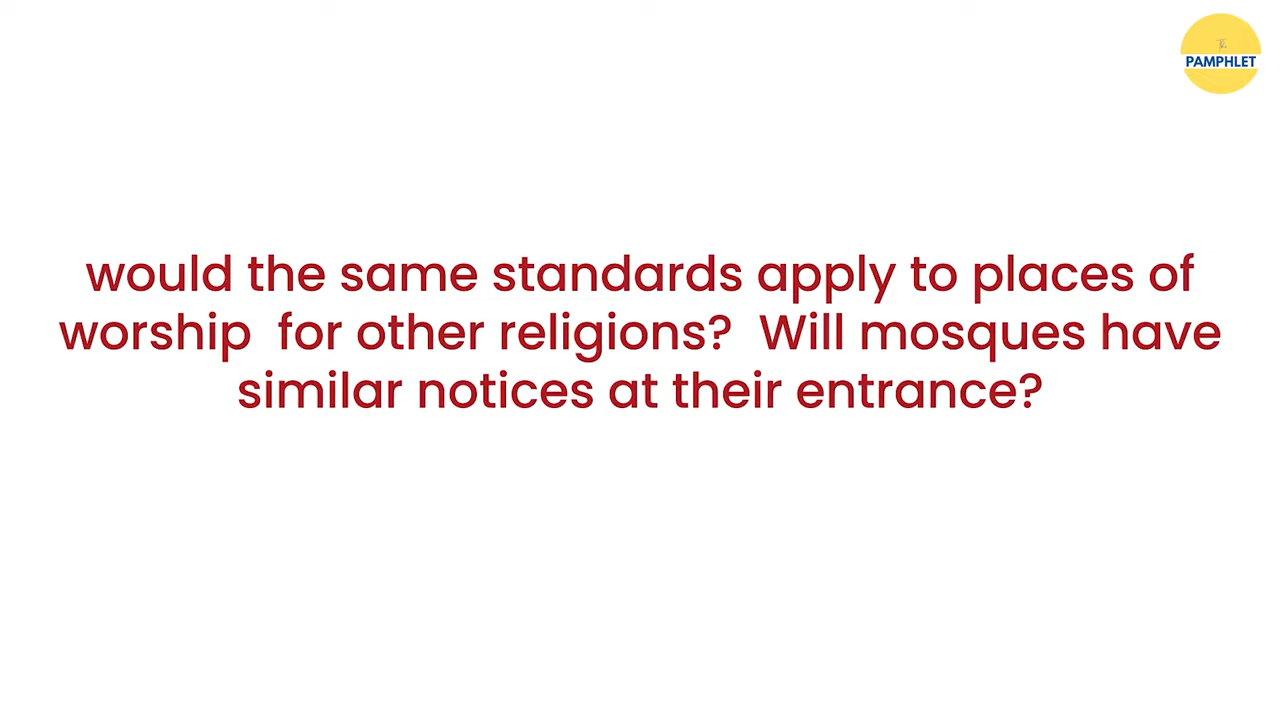 PAMPHLET
would the same standards apply to places of
worship  for other religions?  Will mosques have
similar notices at their entrance?